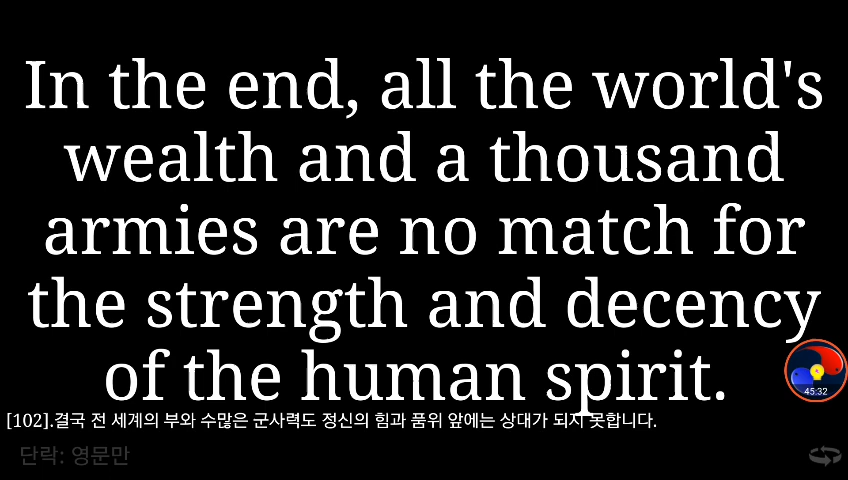 In the end, all the world's
wealth and a thousand
armies are no match for
the strength and decency
of the human spirit.
45:32
[102].결국 전 세계의 부와 수많은 군사력도 정신의 힘과 품위 앞에는 상대가 되지 못합니다.
단락: 영문만